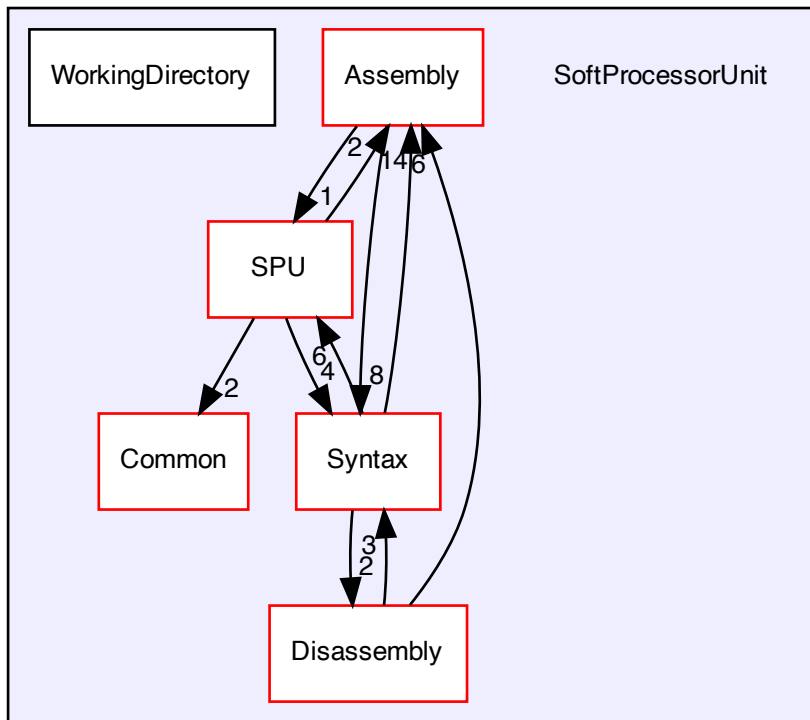 WorkingDirectory
Assembly
SoftProcessorUnit
2
14
6
1
SPU
6
4
8
2
Common
Syntax
3
2
Disassembly